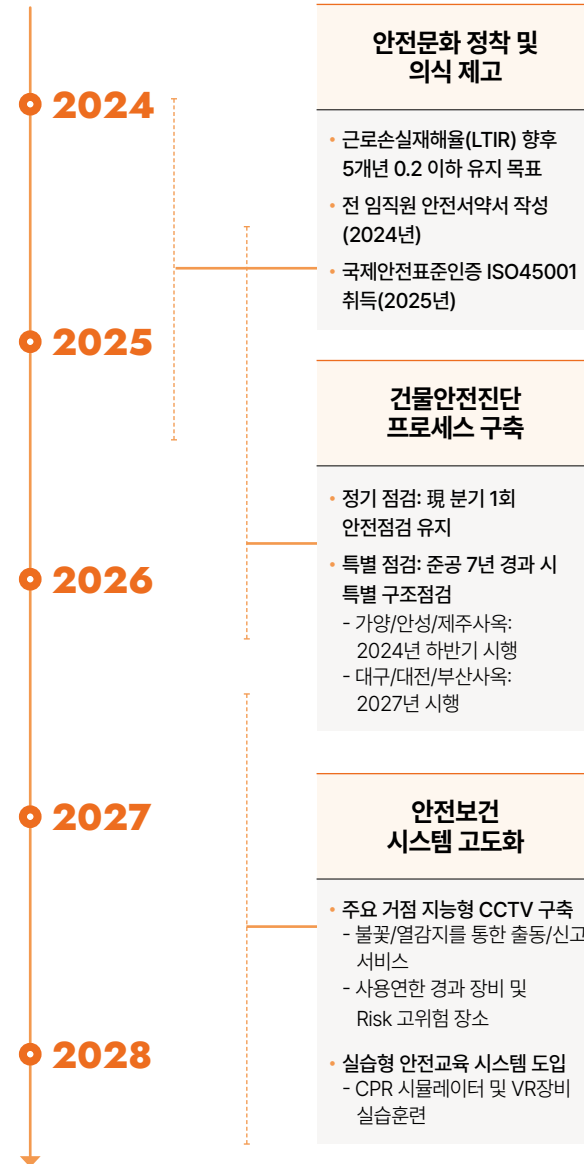 2024
2025
2026
2027
2028
안전문화 정착 및
의식 제고
• 근로손실재해율(LTIR) 향후
5개년 0.2 이하 유지 목표
• 전 임직원 안전서약서 작성
(2024년)
• 국제안전표준인증 ISO45001
취득(2025년)
건물안전진단
프로세스 구축
• 정기 점검: 現 분기 1회
안전점검 유지
• 특별 점검: 준공 7년 경과 시
특별 구조점검
- 가양/안성/제주사옥:
2024년 하반기 시행
- 대구/대전/부산사옥:
2027년 시행
안전보건
시스템 고도화
• 주요 거점 지능형 CCTV 구축
- 불꽃/열감지를 통한 출동/신고
서비스
- 사용연한 경과 장비 및
Risk 고위험 장소
• 실습형 안전교육 시스템 도입
- CPR 시뮬레이터 및 VR장비
실습훈련